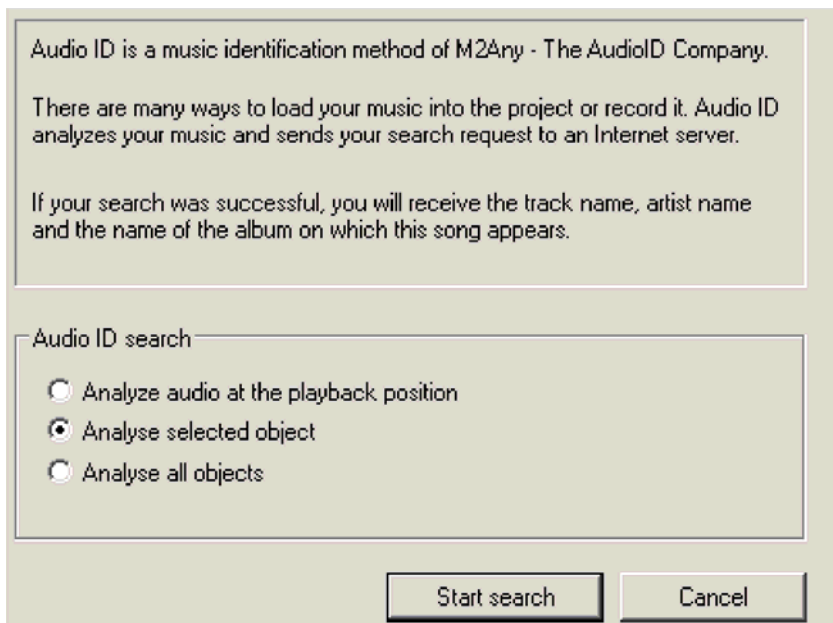 Audio ID is a music identification method of M2Any - The AudioID Company.
There are many ways to load your music into the project or record it. Audio ID
analyzes your music and sends your search request to an Internet server.
If your search was successful, you will receive the track name, artist name
and the name of the album on which this song appears.
Audio ID search
Analyze audio at the playback position
Analyse selected object
Analyse all objects
Start search
Cancel